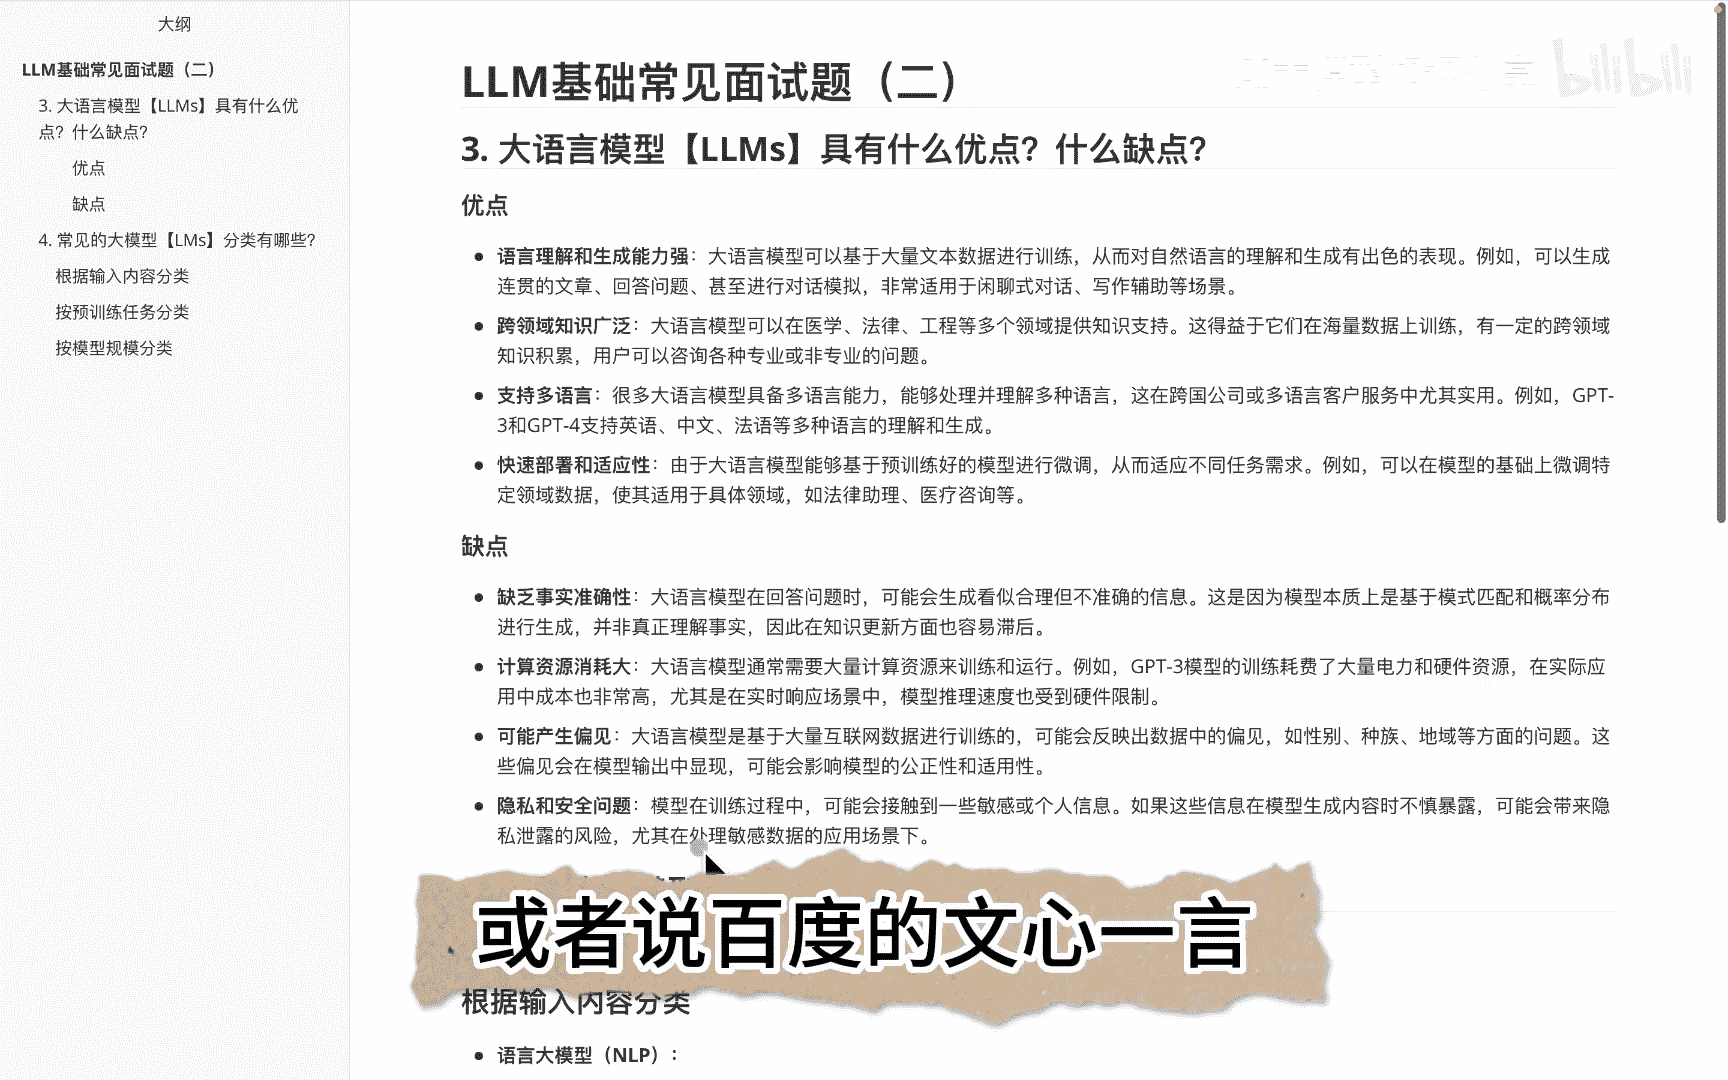 大纲
LLM基础常见面试题（二）
3. 大语言模型【LLMs】具有什么优
点？什么缺点？
优点
缺点
4. 常见的大模型【LMs】分类有哪些？
根据输入内容分类
按预训练任务分类
按模型规模分类
bilibili
LLM基础常见面试题（二）
3. 大语言模型【LLMs】具有什么优点？什么缺点？
优点
语言理解和生成能力强：大语言模型可以基于大量文本数据进行训练，从而对自然语言的理解和生成有出色的表现。例如，可以生成
连贯的文章、回答问题、甚至进行对话模拟，非常适用于闲聊式对话、写作辅助等场景。
跨领域知识广泛：大语言模型可以在医学、法律、工程等多个领域提供知识支持。这得益于它们在海量数据上训练，有一定的跨领域
知识积累，用户可以咨询各种专业或非专业的问题。
支持多语言：很多大语言模型具备多语言能力，能够处理并理解多种语言，这在跨国公司或多语言客户服务中尤其实用。例如，GPT-
3和GPT-4支持英语、中文、法语等多种语言的理解和生成。
快速部署和适应性：由于大语言模型能够基于预训练好的模型进行微调，从而适应不同任务需求。例如，可以在模型的基础上微调特
定领域数据，使其适用于具体领域，如法律助理、医疗咨询等。
缺点
缺乏事实准确性：大语言模型在回答问题时，可能会生成看似合理但不准确的信息。这是因为模型本质上是基于模式匹配和概率分布
进行生成，并非真正理解事实，因此在知识更新方面也容易滞后。
计算资源消耗大：大语言模型通常需要大量计算资源来训练和运行。例如，GPT-3模型的训练耗费了大量电力和硬件资源，在实际应
用中成本也非常高，尤其是在实时响应场景中，模型推理速度也受到硬件限制。
可能产生偏见：大语言模型是基于大量互联网数据进行训练的，可能会反映出数据中的偏见，如性别、种族、地域等方面的问题。这
些偏见会在模型输出中显现，可能会影响模型的公正性和适用性。
隐私和安全问题：模型在训练过程中，可能会接触到一些敏感或个人信息。如果这些信息在模型生成内容时不慎暴露，可能会带来隐
私泄露的风险，尤其在处理敏感数据的应用场景下。
或者说百度的文心一言
根据输入内容分类
语言大模型（NLP）：